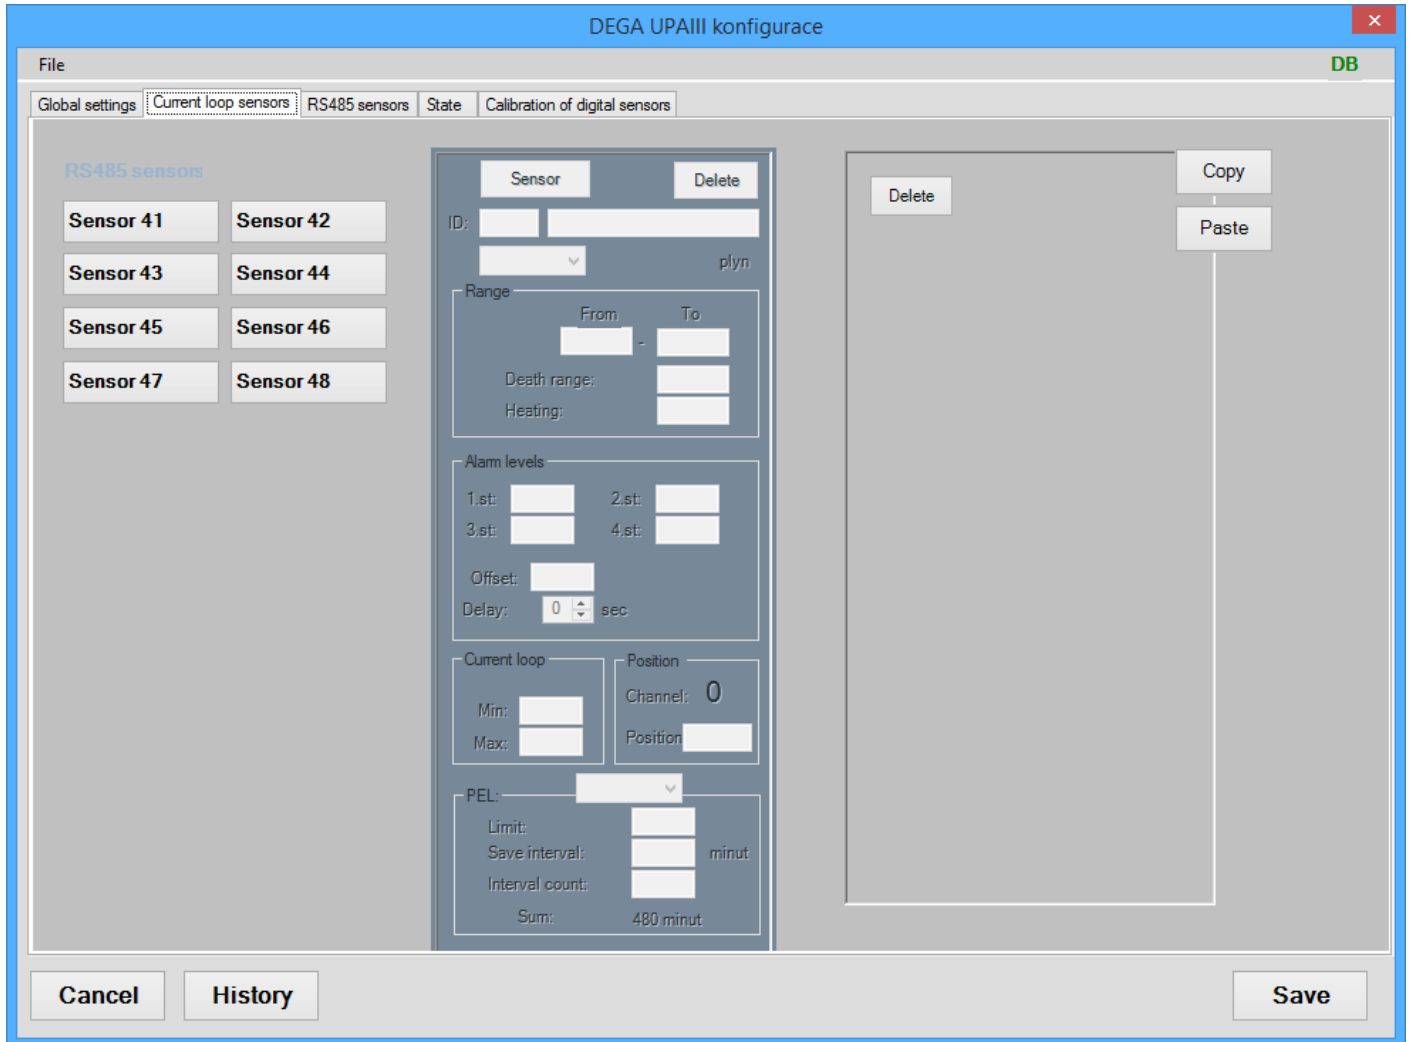 DEGA UPAIII konfigurace
File
DB
Global settings
Current loop sensors
RS485 sensors
State
Calibration of digital sensors
RS485 sensors
Sensor 41
Sensor 42
Sensor 43
Sensor 44
Sensor 45
Sensor 46
Sensor 47
Sensor 48
Sensor
Delete
ID:
plyn
Range
From
To
-
Death range:
Heating:
Alarm levels
1.st:
2.st:
3.st:
4.st:
Offset:
Delay:
0
sec
Current loop
Min:
Max:
Position
Channel:
0
Position
PEL:
Limit:
Save interval:
minut
Interval count:
Sum:
480 minut
Delete
Copy
Paste
Cancel
History
Save